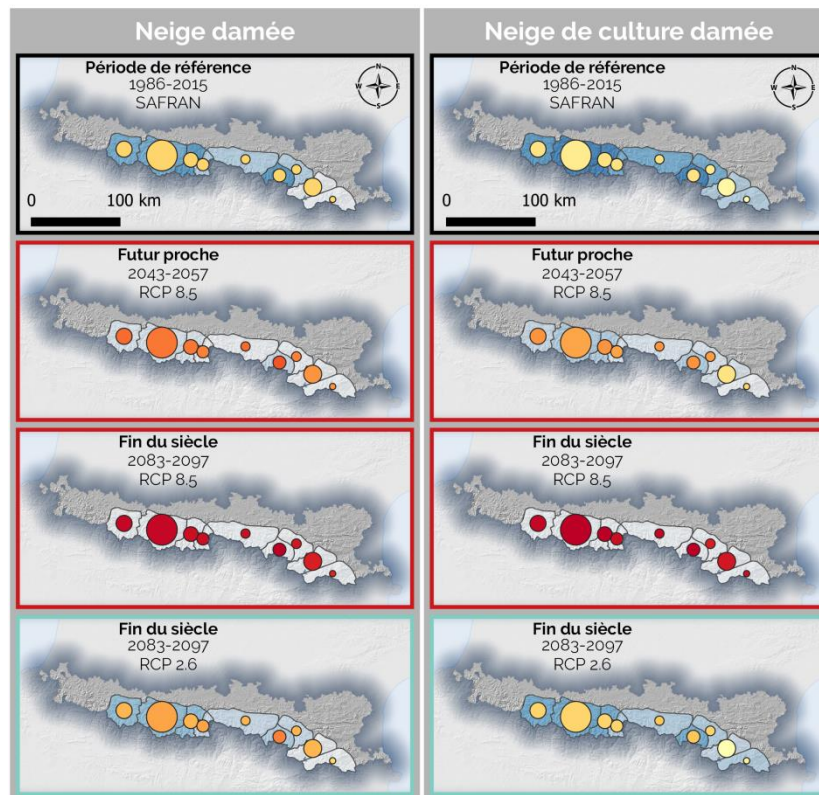 Neige damée
Période de référence
1986-2015
SAFRAN
N
W E
S
0 100 km
Futur proche
2043-2057
RCP 8.5
Fin du siècle
2083-2097
RCP 8.5
Fin du siècle
2083-2097
RCP 2.6
Neige de culture damée
Période de référence
1986-2015
SAFRAN
N
W E
S
0 100 km
Futur proche
2043-2057
RCP 8.5
Fin du siècle
2083-2097
RCP 8.5
Fin du siècle
2083-2097
RCP 2.6